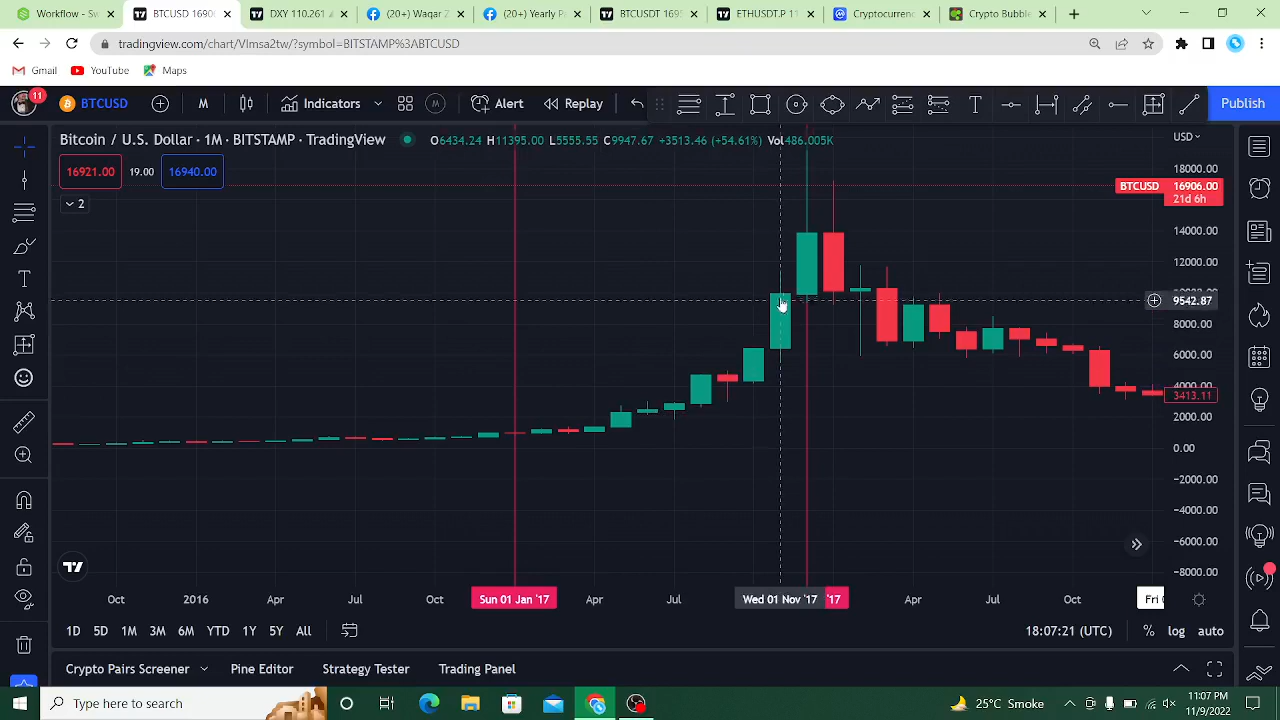 Workflow - S
BTCUSD 1690
DXY 110.261
(20+) Waqar Z
(20+) Yearly P
BTCUSDT 169
ETHUSDT.P 1
Cryptocurrenc
Crypto Bubble
tradingview.com/chart/Vlmsa2tw/?symbol=BITSTAMP%3ABTCUSD
Gmail YouTube Maps
11 BTCUSD M Indicators Alert Replay Publish
Bitcoin / U.S. Dollar · 1M · BITSTAMP · TradingView O6434.24 H11395.00 L5555.55 C9947.67 +3513.46 (+54.61%) Vol486.005K USD
16921.00 19.00 16940.00
2
18000.00
BTCUSD 16906.00
21d 6h
14000.00
12000.00
9542.87
8000.00
6000.00
4000.00
3413.11
2000.00
0.00
−2000.00
−4000.00
−6000.00
−8000.00
Oct 2016 Apr Jul Oct Sun 01 Jan '17 Apr Jul Wed 01 Nov '17 '17 Apr Jul Oct Fri
1D 5D 1M 3M 6M YTD 1Y 5Y All 18:07:21 (UTC) % log auto
Crypto Pairs Screener Pine Editor Strategy Tester Trading Panel
Type here to search 22°C Smoke 11:07 PM
11/9/2022